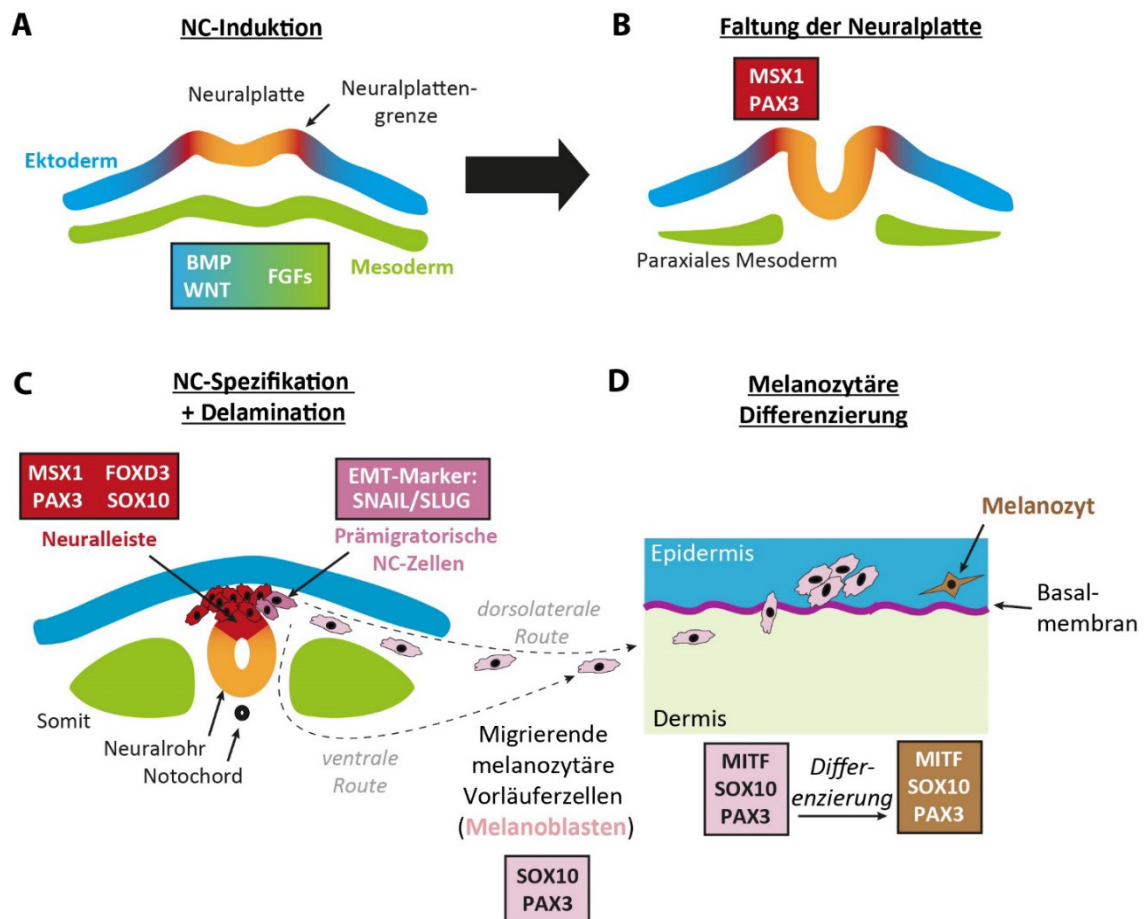 A
NC-Induktion
Neuralplatte
Neuralplatten-
grenze
Ektoderm
BMP
WNT
FGFs
Mesoderm
B
Faltung der Neuralplatte
MSX1
PAX3
Paraxiales Mesoderm
C
NC-Spezifikation
+ Delamination
MSX1 FOXD3
PAX3 SOX10
Neuralleiste
EMT-Marker:
SNAIL/SLUG
Prämigratorische
NC-Zellen
dorsolaterale
Route
Somit
Neuralrohr
Notochord
ventrale
Route
Migrierende
melanozytäre
Vorläuferzellen
(Melanoblasten)
SOX10
PAX3
D
Melanozytäre
Differenzierung
Melanozyt
Epidermis
Basal-
membran
Dermis
MITF
SOX10
PAX3
Differ-
enzierung
MITF
SOX10
PAX3